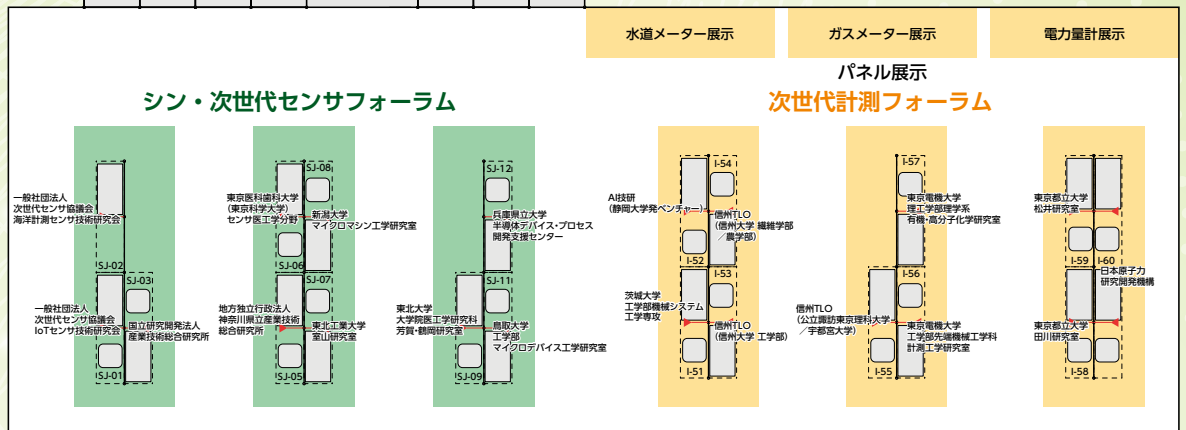 水道メーター展示
ガスメーター展示
電力量計展示
パネル展示
シン・次世代センサフォーラム
次世代計測フォーラム
一般社団法人
次世代センサ協議会
海洋計測センサ技術研究会
SJ-02
SJ-03
一般社団法人
次世代センサ協議会
IoTセンサ技術研究会
国立研究開発法人
産業技術総合研究所
SJ-01
SJ-08
東京医科歯科大学
(東京科学大学)
センサ医工学分野
新潟大学
マイクロマシン工学研究室
SJ-06
SJ-07
地方独立行政法人
神奈川県立産業技術
総合研究所
東北工業大学
室山研究室
SJ-05
SJ-12
兵庫県立大学
半導体デバイス・プロセス
開発支援センター
SJ-11
東北大学
大学院医工学研究科
芳賀・鶴岡研究室
鳥取大学
工学部
マイクロデバイス工学研究室
SJ-09
I-54
AI技研
(静岡大学発ベンチャー)
信州TLO
(信州大学 繊維学部
/農学部)
I-52
I-53
茨城大学
工学部機械システム
工学専攻
信州TLO
(信州大学 工学部)
I-51
I-57
東京電機大学
理工学部理学系
有機・高分子化学研究室
I-56
信州TLO
(公立諏訪東京理科大学
/宇都宮大学)
東京電機大学
工学部先端機械工学科
計測工学研究室
I-55
東京都立大学
松井研究室
I-59
I-60
日本原子力
研究開発機構
東京都立大学
田川研究室
I-58